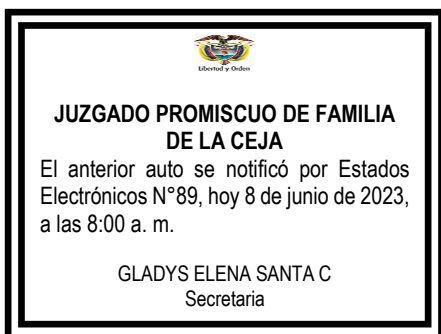 Libertad y Orden
JUZGADO PROMISCUO DE FAMILIA
DE LA CEJA
El anterior auto se notificó por Estados
Electrónicos N°89, hoy 8 de junio de 2023,
a las 8:00 a. m.
GLADYS ELENA SANTA C
Secretaria